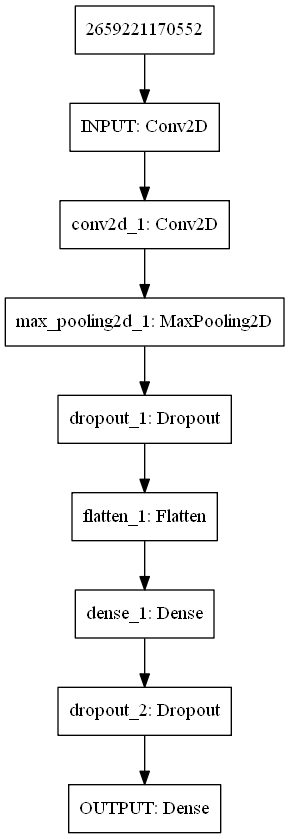 2659221170552
INPUT: Conv2D
conv2d_1: Conv2D
max_pooling2d_1: MaxPooling2D
dropout_1: Dropout
flatten_1: Flatten
dense_1: Dense
dropout_2: Dropout
OUTPUT: Dense